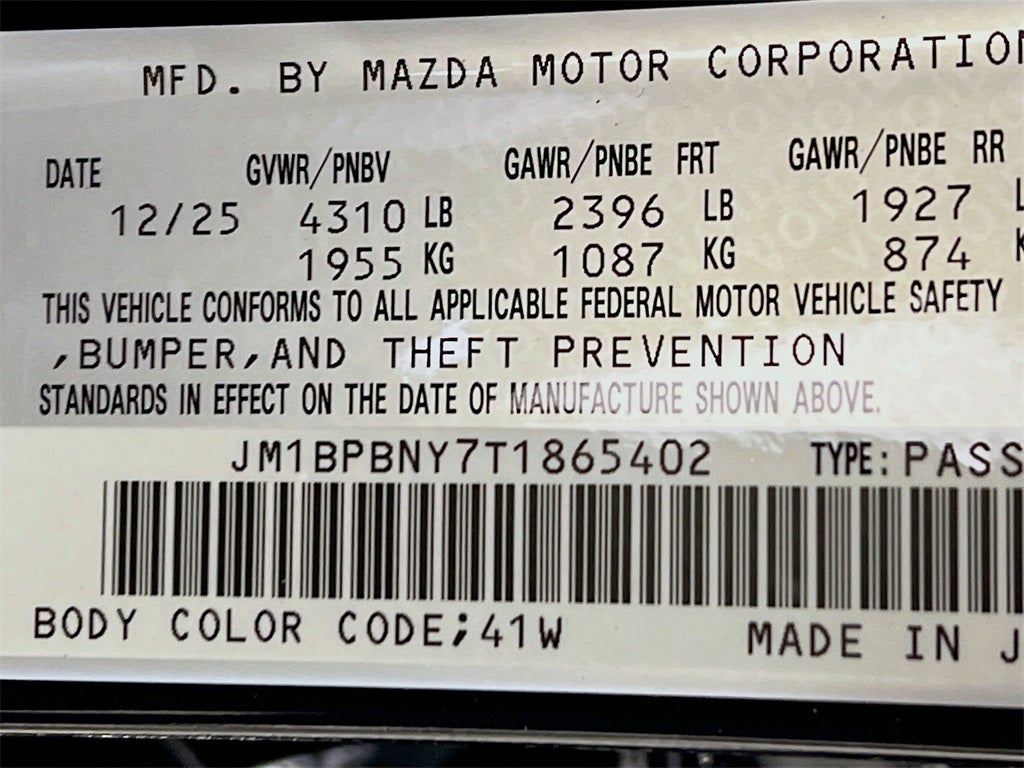 MFD. BY MAZDA MOTOR CORPORATION
DATE GVWR/PNBV GAWR/PNBE FRT GAWR/PNBE RR
12/25 4310 LB 2396 LB 1927 L
1955 KG 1087 KG 874 K
THIS VEHICLE CONFORMS TO ALL APPLICABLE FEDERAL MOTOR VEHICLE SAFETY
,BUMPER,AND THEFT PREVENTION
STANDARDS IN EFFECT ON THE DATE OF MANUFACTURE SHOWN ABOVE.
JM1BPBNY7T1865402 TYPE: PASS
BODY COLOR CODE;41W MADE IN J